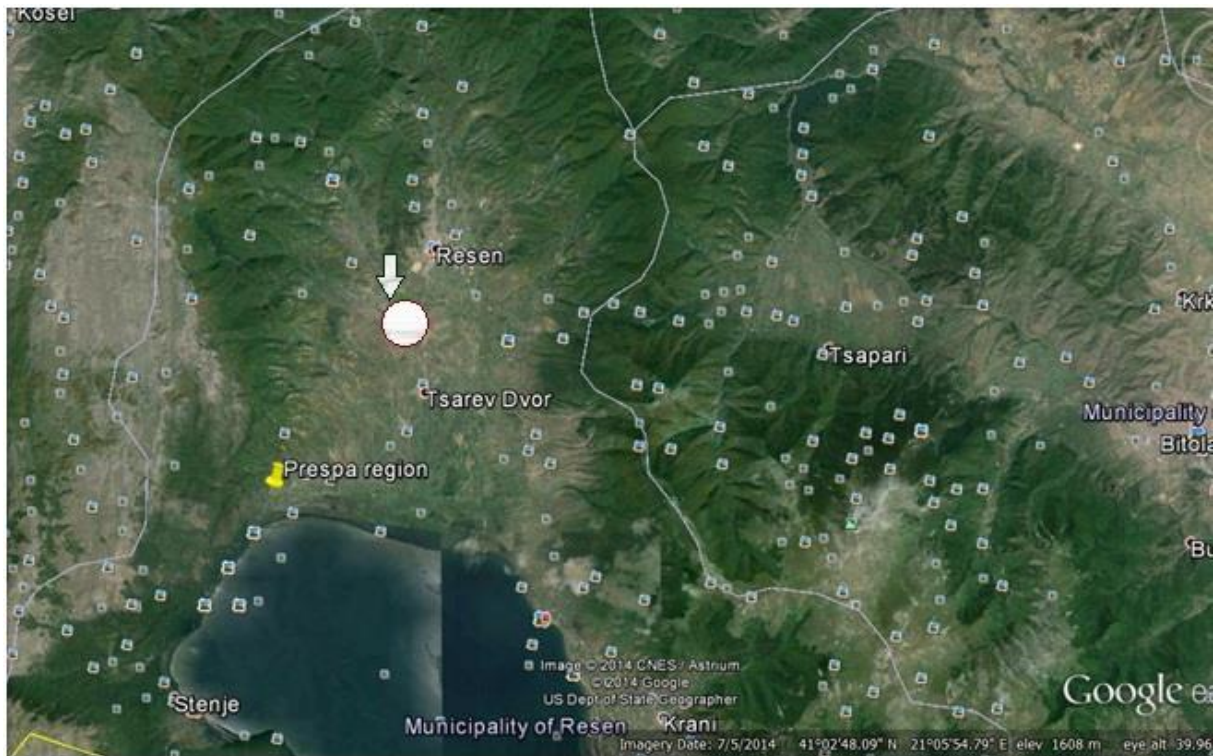 Kosel
Resen
Krk
Tsapari
Tsarev Dvor
Municipality
Bitola
Prespa region
Bu
Image © 2014 CNES / Astrium
© 2014 Google
US Dept of State Geographer
Stenje
Google ea
Municipality of Resen
Krani
Imagery Date: 7/5/2014 41°02'48.09" N 21°05'54.79" E elev 1608 m eye alt 39.96